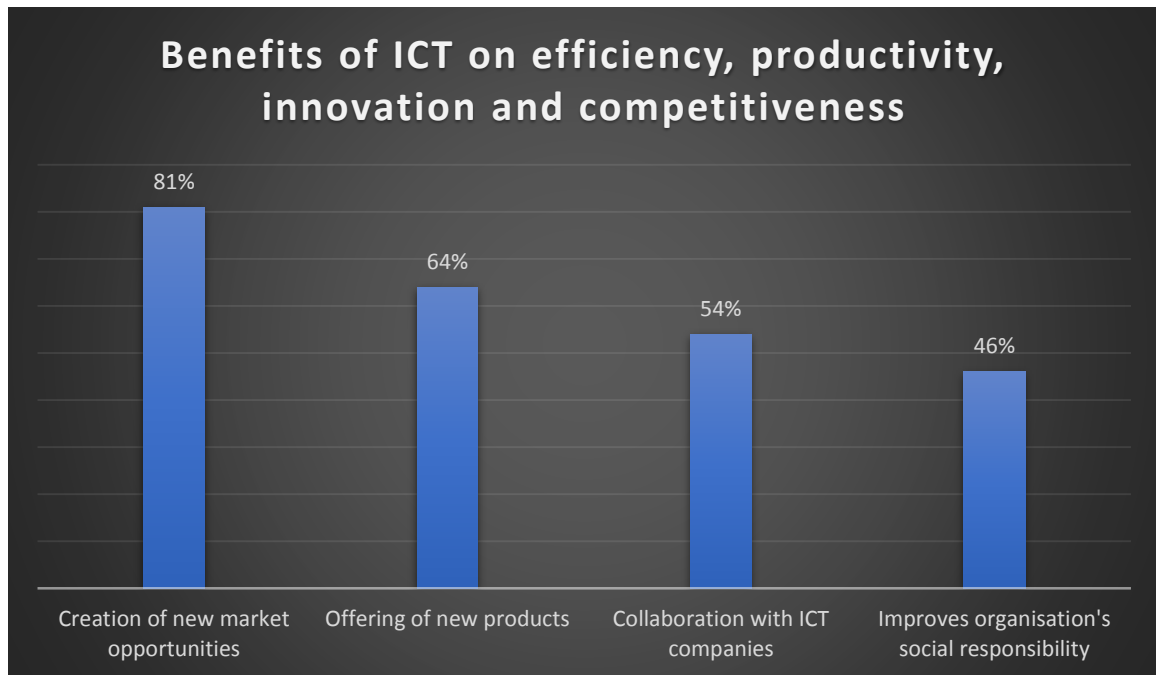 Benefits of ICT on efficiency, productivity,
innovation and competitiveness
81%
64%
54%
46%
Creation of new market
opportunities
Offering of new products
Collaboration with ICT
companies
Improves organisation's
social responsibility